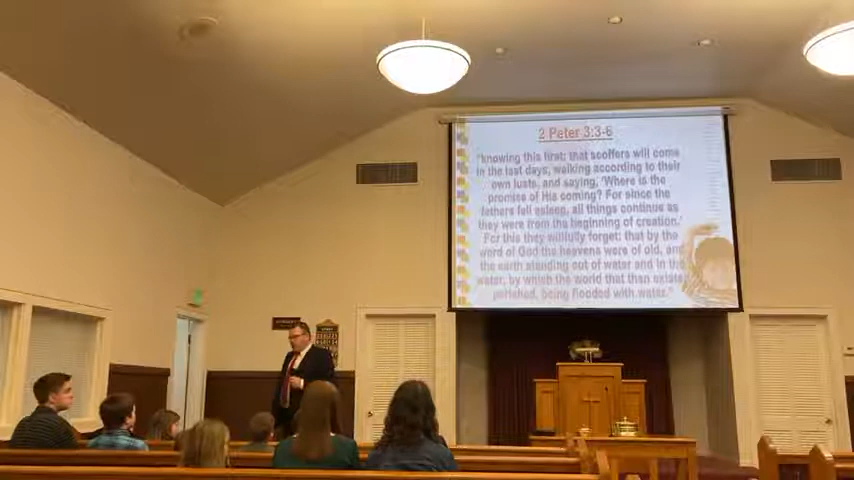 2 Peter 3:3-6
"knowing this first: that scoffers will come
in the last days, walking according to their
own lusts, and saying, 'Where is the
promise of His coming? For since the
fathers fell asleep, all things continue as
they were from the beginning of creation.'
For this they willfully forget: that by the
word of God the heavens were of old, and
the earth standing out of water and in the
water, by which the world that then existed
perished, being flooded with water."